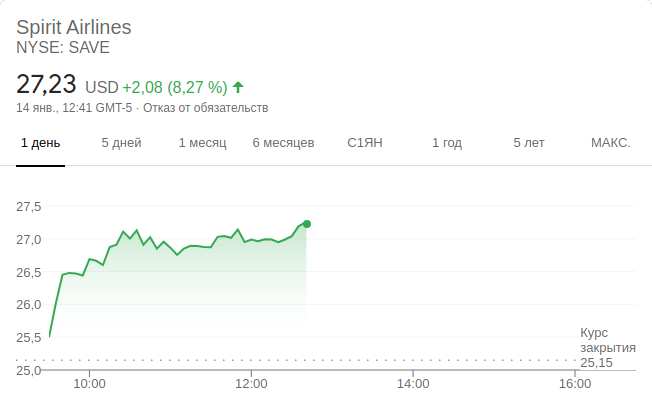 Spirit Airlines
NYSE: SAVE
27,23 USD +2,08 (8,27 %)
14 янв., 12:41 GMT-5 · Отказ от обязательств
1 день 5 дней 1 месяц 6 месяцев С1ЯН 1 год 5 лет МАКС.
27,5
27,0
26,5
26,0
25,5
Курс
закрытия
25,15
25,0
10:00 12:00 14:00 16:00